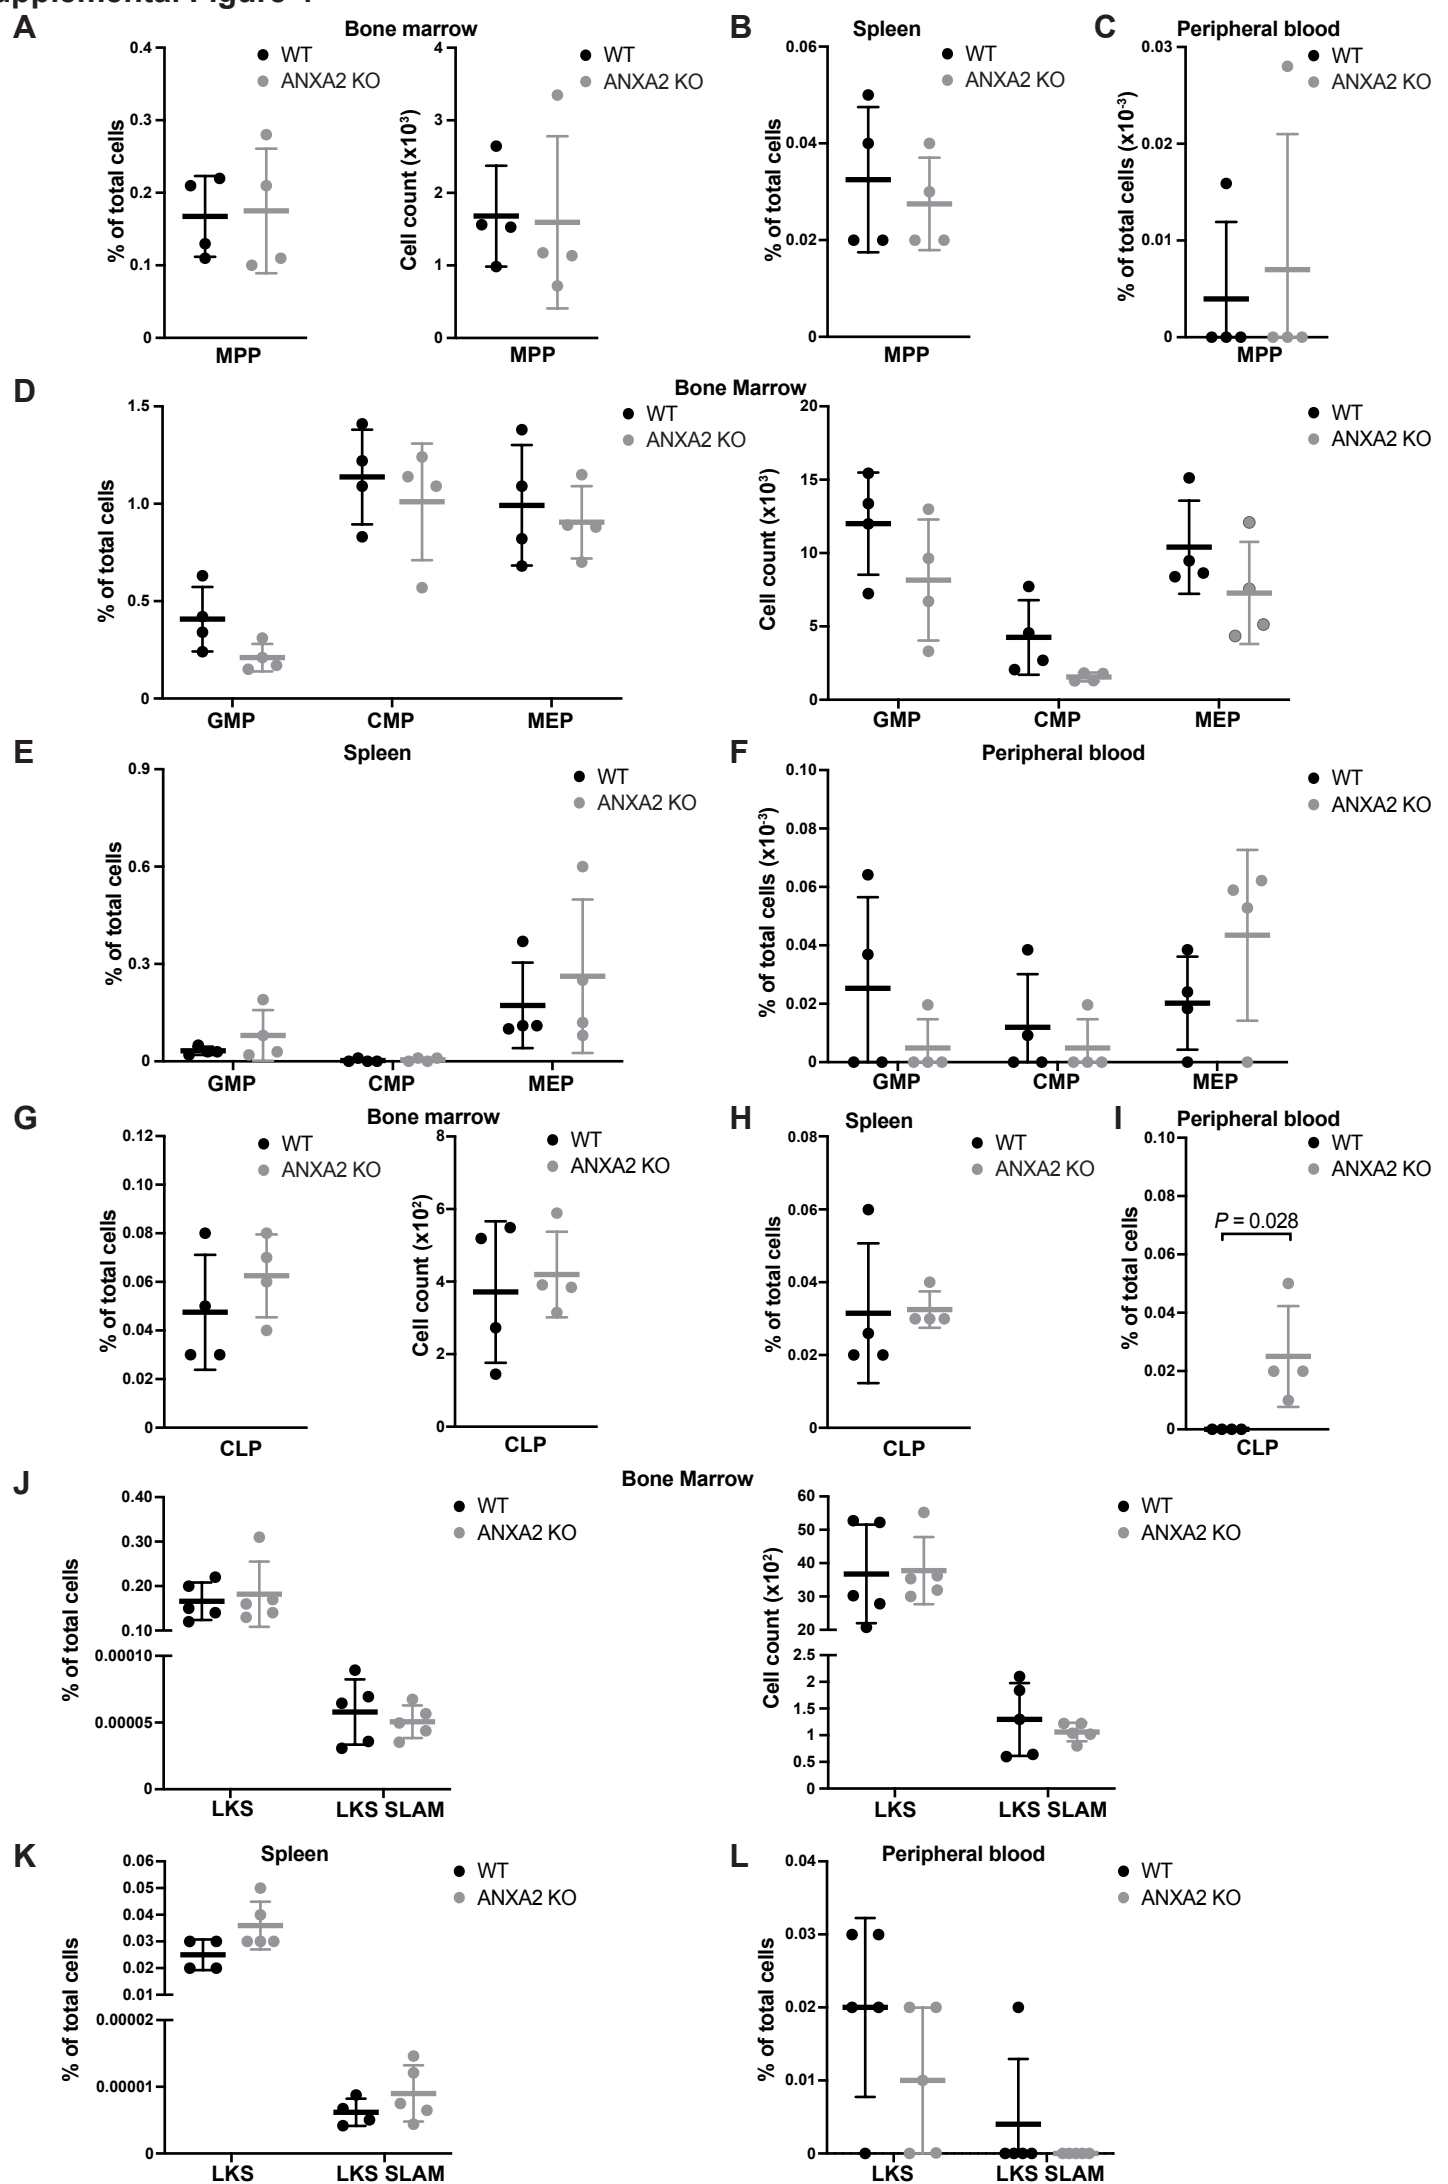 A
Bone marrow
WT
ANXA2 KO
% of total cells
0.4
0.3
0.2
0.1
0
MPP
WT
ANXA2 KO
Cell count (x10³)
4
3
2
1
0
MPP
B
Spleen
WT
ANXA2 KO
% of total cells
0.06
0.04
0.02
0
MPP
C
Peripheral blood
WT
ANXA2 KO
% of total cells (x10⁻³)
0.03
0.02
0.01
0
MPP
D
Bone Marrow
WT
ANXA2 KO
% of total cells
1.5
1.0
0.5
0
GMP
CMP
MEP
WT
ANXA2 KO
Cell count (x10³)
20
15
10
5
0
GMP
CMP
MEP
E
Spleen
WT
ANXA2 KO
% of total cells
0.9
0.6
0.3
0
GMP
CMP
MEP
F
Peripheral blood
WT
ANXA2 KO
% of total cells (x10⁻³)
0.10
0.08
0.06
0.04
0.02
0
GMP
CMP
MEP
G
Bone marrow
WT
ANXA2 KO
% of total cells
0.12
0.10
0.08
0.06
0.04
0.02
0
CLP
WT
ANXA2 KO
Cell count (x10²)
8
6
4
2
0
CLP
H
Spleen
WT
ANXA2 KO
% of total cells
0.08
0.06
0.04
0.02
0
CLP
I
Peripheral blood
WT
ANXA2 KO
P = 0.028
% of total cells
0.10
0.08
0.06
0.04
0.02
0
CLP
J
Bone Marrow
WT
ANXA2 KO
% of total cells
0.40
0.30
0.20
0.10
0.00010
0.00005
0
LKS
LKS SLAM
WT
ANXA2 KO
Cell count (x10²)
60
50
40
30
20
2.5
2
1.5
1
0.5
0
LKS
LKS SLAM
K
Spleen
WT
ANXA2 KO
% of total cells
0.06
0.05
0.04
0.03
0.02
0.01
0.00002
0.00001
0
LKS
LKS SLAM
L
Peripheral blood
WT
ANXA2 KO
% of total cells
0.04
0.03
0.02
0.01
0
LKS
LKS SLAM